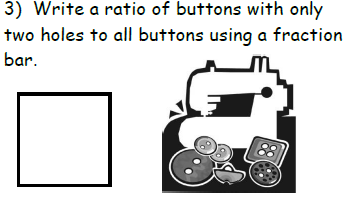 3) Write a ratio of buttons with only
two holes to all buttons using a fraction
bar.